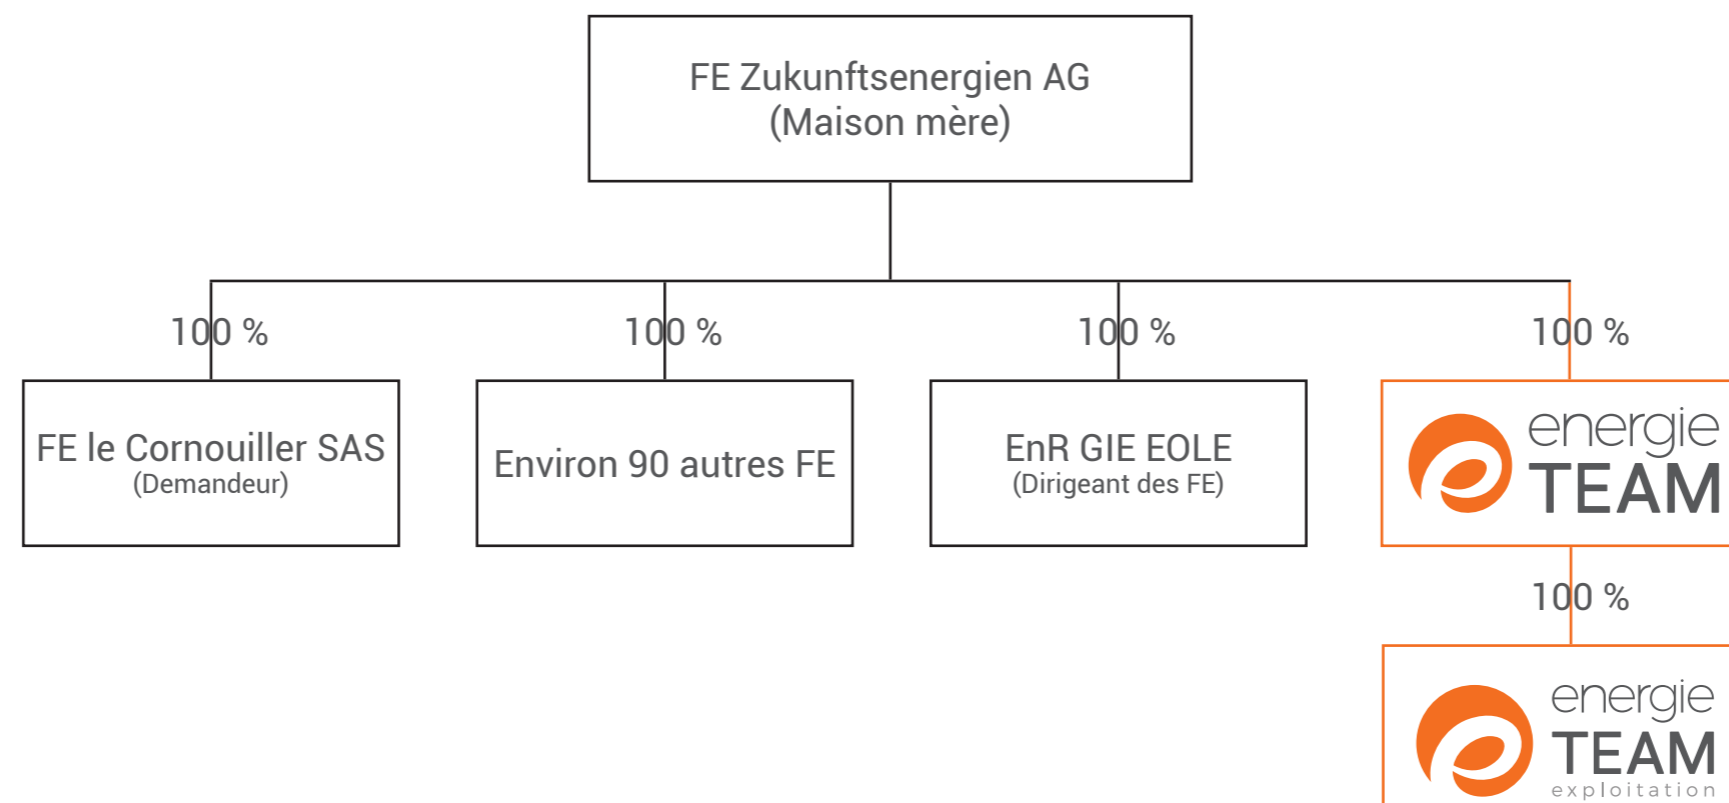 FE Zukunftsenergien AG
(Maison mère)
100 %
100 %
100 %
100 %
FE le Cornouiller SAS
(Demandeur)
Environ 90 autres FE
EnR GIE EOLE
(Dirigeant des FE)
energie
TEAM
100 %
energie
TEAM
exploitation